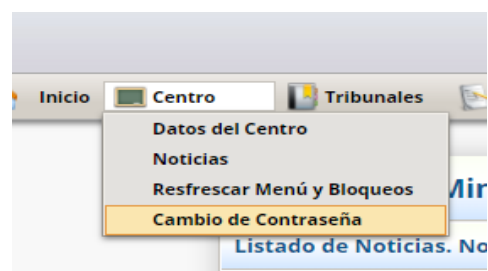 Inicio Centro Tribunales
Datos del Centro
Noticias
Resfrescar Menú y Bloqueos
Cambio de Contraseña
Listado de Noticias. No